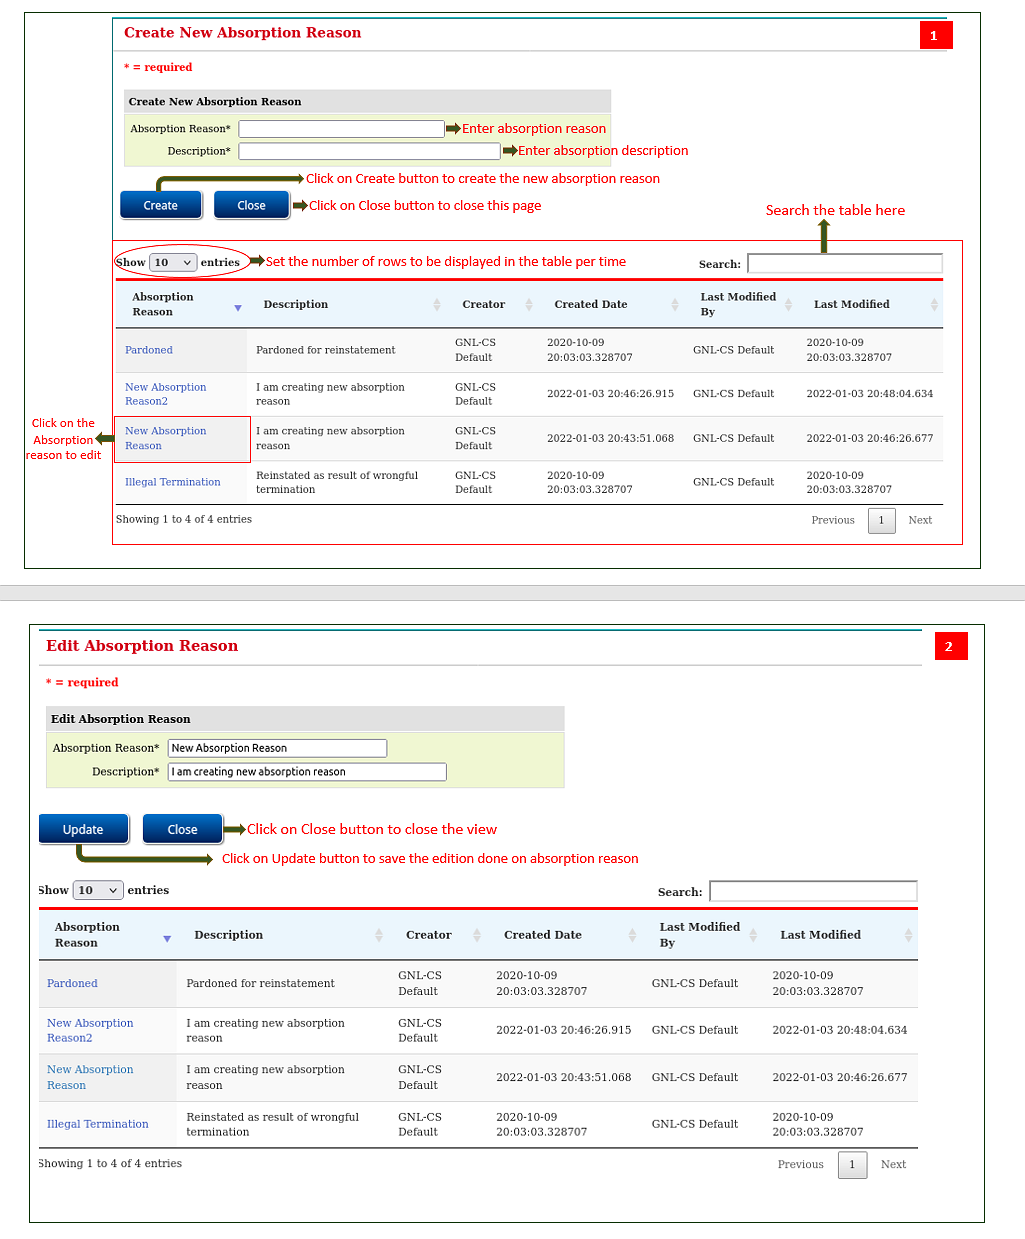 Create New Absorption Reason
1
* = required
Create New Absorption Reason
Absorption Reason*
Enter absorption reason
Description*
Enter absorption description
Click on Create button to create the new absorption reason
Create
Close
Click on Close button to close this page
Search the table here
Show 10 entries
Set the number of rows to be displayed in the table per time
Search:
Absorption Reason
Description
Creator
Created Date
Last Modified By
Last Modified
Pardoned
Pardoned for reinstatement
GNL-CS Default
2020-10-09 20:03:03.328707
GNL-CS Default
2020-10-09 20:03:03.328707
New Absorption Reason2
I am creating new absorption reason
GNL-CS Default
2022-01-03 20:46:26.915
GNL-CS Default
2022-01-03 20:48:04.634
Click on the Absorption reason to edit
New Absorption Reason
I am creating new absorption reason
GNL-CS Default
2022-01-03 20:43:51.068
GNL-CS Default
2022-01-03 20:46:26.677
Illegal Termination
Reinstated as result of wrongful termination
GNL-CS Default
2020-10-09 20:03:03.328707
GNL-CS Default
2020-10-09 20:03:03.328707
Showing 1 to 4 of 4 entries
Previous
1
Next
Edit Absorption Reason
2
* = required
Edit Absorption Reason
Absorption Reason*
New Absorption Reason
Description*
I am creating new absorption reason
Update
Close
Click on Close button to close the view
Click on Update button to save the edition done on absorption reason
Show 10 entries
Search:
Absorption Reason
Description
Creator
Created Date
Last Modified By
Last Modified
Pardoned
Pardoned for reinstatement
GNL-CS Default
2020-10-09 20:03:03.328707
GNL-CS Default
2020-10-09 20:03:03.328707
New Absorption Reason2
I am creating new absorption reason
GNL-CS Default
2022-01-03 20:46:26.915
GNL-CS Default
2022-01-03 20:48:04.634
New Absorption Reason
I am creating new absorption reason
GNL-CS Default
2022-01-03 20:43:51.068
GNL-CS Default
2022-01-03 20:46:26.677
Illegal Termination
Reinstated as result of wrongful termination
GNL-CS Default
2020-10-09 20:03:03.328707
GNL-CS Default
2020-10-09 20:03:03.328707
Showing 1 to 4 of 4 entries
Previous
1
Next